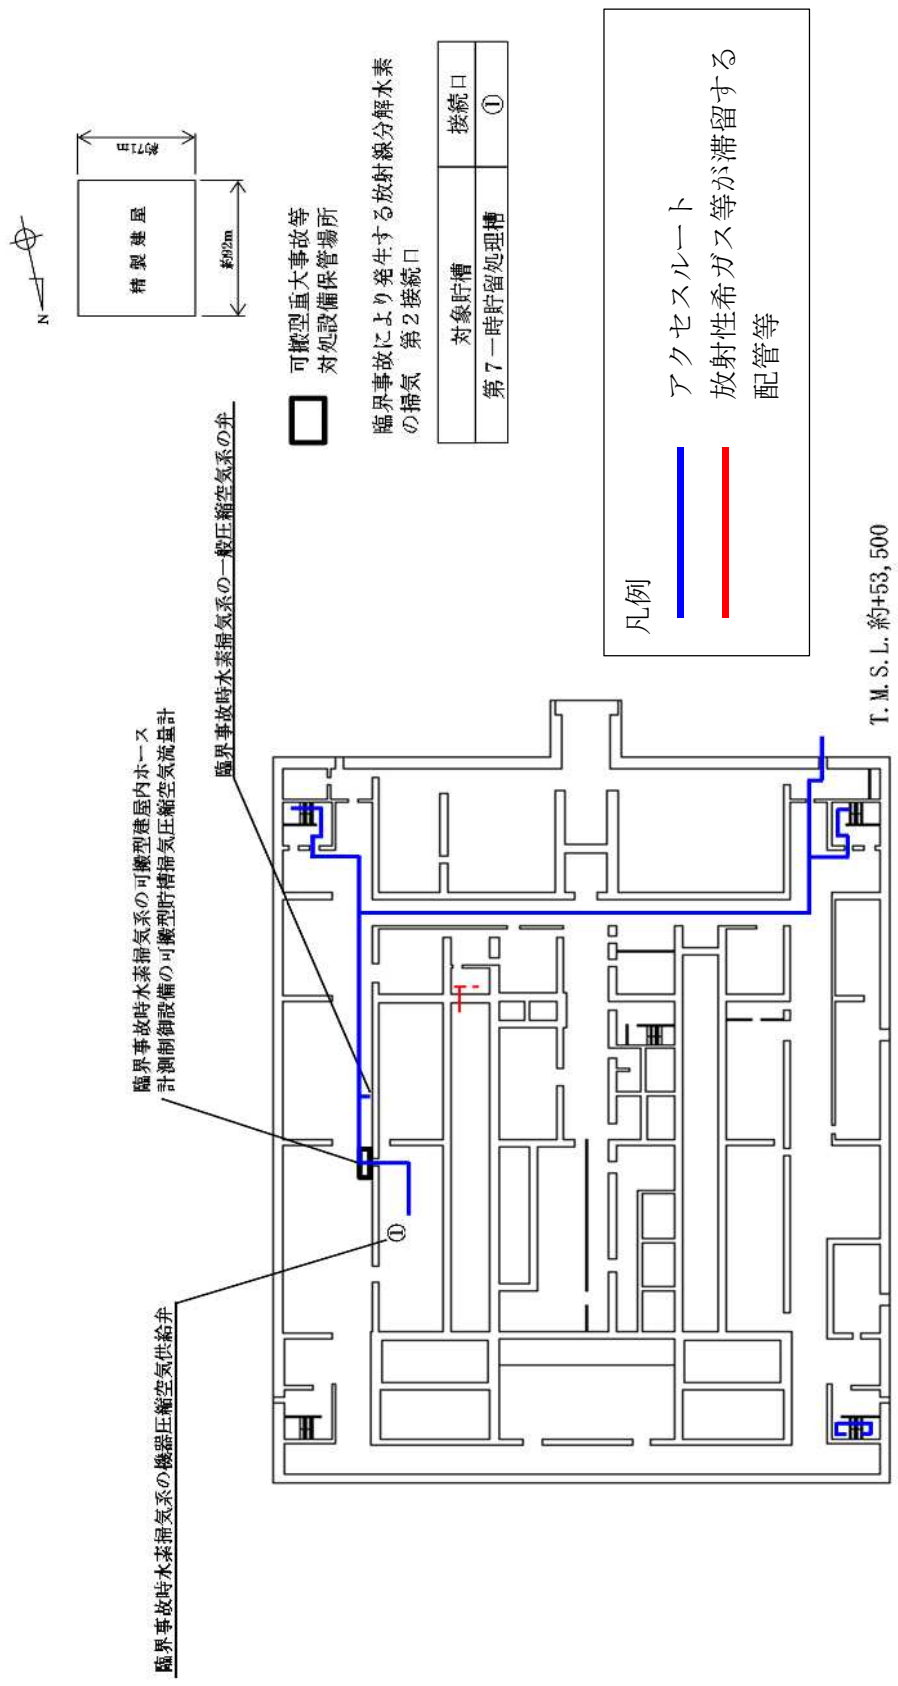 臨界事故時水素掃気系の機器圧縮空気供給弁
臨界事故時水素掃気系の可搬型建屋内ホース
計測制御設備の可搬型貯槽掃気圧縮空気流量計
臨界事故時水素掃気系の一般圧縮空気系の弁
①
N
精製建屋
約92m
可搬型重大事故等
対処設備保管場所
臨界事故により発生する放射線分解水素
の掃気 第2接続口
対象貯槽 接続口
第7一時貯留処理槽 ①
凡例
アクセスルート
放射性希ガス等が滞留する
配管等
T.M.S.L.約+53,500